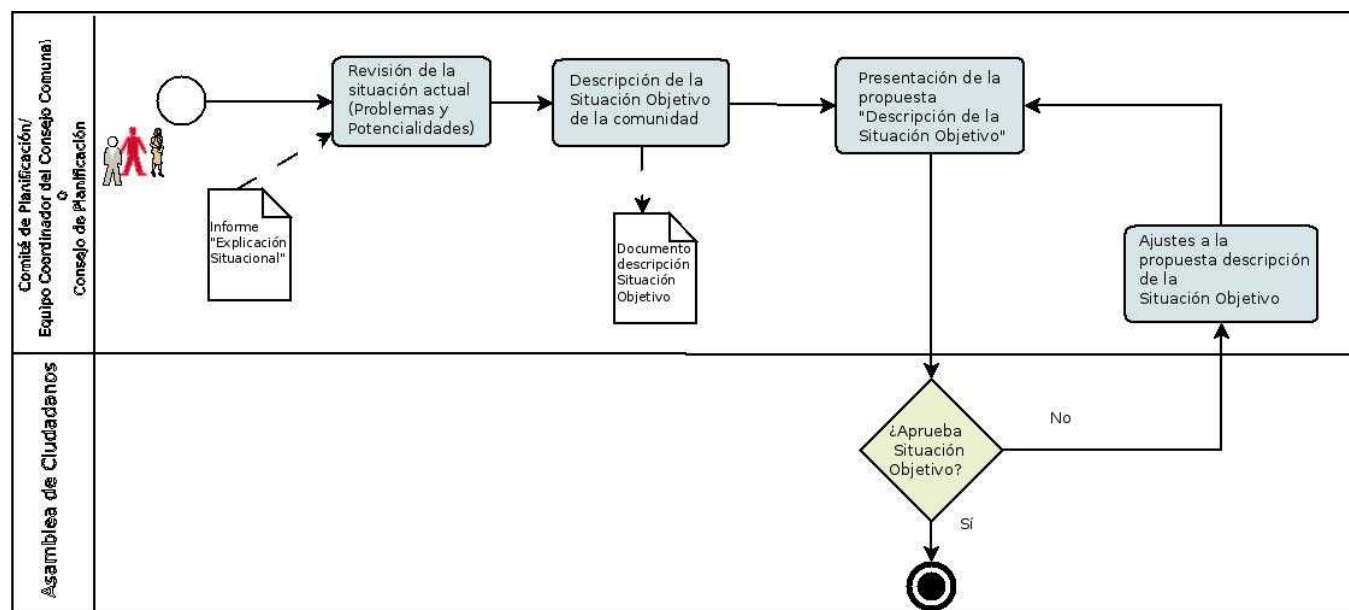 Comité de Planificación/
Equipo Coordinador del Consejo Comunal
O
Consejo de Planificación
Revisión de la
situación actual
(Problemas y
Potencialidades)
Descripción de la
Situación Objetivo
de la comunidad
Presentación de la
propuesta
"Descripción de la
Situación Objetivo"
Informe
"Explicación
Situacional"
Documento
descripción
Situación
Objetivo
Ajustes a la
propuesta descripción
de la
Situación Objetivo
Asamblea de Ciudadanos
¿Aprueba
Situación
Objetivo?
No
Sí